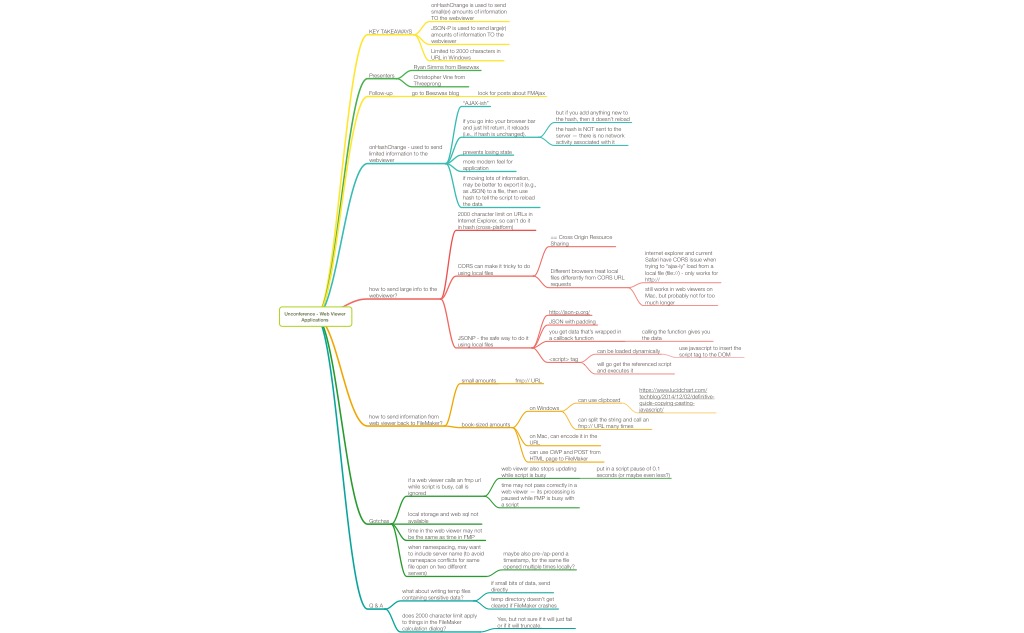 onHashChange is used to send
small(er) amounts of information
TO the webviewer
KEY TAKEAWAYS
JSON-P is used to send large(r)
amounts of information TO the
webviewer
Limited to 2000 characters in
URL in Windows
Presenters
Ryan Simms from Beezwax
Christopher Vine from
Threeprong
Follow-up
go to Beezwax blog
look for posts about FMAjax
onHashChange - used to send
limited information to the
webviewer
"AJAX-ish"
if you go into your browser bar
and just hit return, it reloads
(i.e., if hash is unchanged),
but if you add anything new to
the hash, then it doesn't reload
the hash is NOT sent to the
server — there is no network
activity associated with it
prevents losing state
more modern feel for
application
if moving lots of information,
may be better to export it (e.g.,
as JSON) to a file, then use
hash to tell the script to reload
the data
Unconference - Web Viewer
Applications
how to send large info to the
webviewer?
2000 character limit on URLs in
Internet Explorer, so can't do it
in hash (cross-platform)
CORS can make it tricky to do
using local files
== Cross Origin Resource
Sharing
Different browsers treat local
files differently from CORS URL
requests
internet explorer and current
Safari have CORS issue when
trying to "ajax-ly" load from a
local file (file://) - only works for
http://
still works in web viewers on
Mac, but probably not for too
much longer
JSONP - the safe way to do it
using local files
http://json-p.org/
JSON with padding
you get data that's wrapped in
a callback function
calling the function gives you
the data
<script> tag
can be loaded dynamically
use javascript to insert the
script tag to the DOM
will go get the referenced script
and executes it
how to send information from
web viewer back to FileMaker?
small amounts
fmp:// URL
book-sized amounts
on Windows
can use clipboard
https://www.lucidchart.com/
techblog/2014/12/02/definitive-
guide-copying-pasting-
javascript/
can split the string and call an
fmp:// URL many times
on Mac, can encode it in the
URL
can use CWP and POST from
HTML page to FileMaker
Gotchas
if a web viewer calls an fmp url
while script is busy, call is
ignored
web viewer also stops updating
while script is busy
put in a script pause of 0.1
seconds (or maybe even less?)
time may not pass correctly in a
web viewer — its processing is
paused while FMP is busy with
a script
local storage and web sql not
available
time in the web viewer may not
be the same as time in FMP
when namespacing, may want
to include server name (to avoid
namespace conflicts for same
file open on two different
servers)
maybe also pre-/ap-pend a
timestamp, for the same file
opened multiple times locally?
Q & A
what about writing temp files
containing sensitive data?
if small bits of data, send
directly
temp directory doesn't get
cleared if FileMaker crashes
does 2000 character limit apply
to things in the FileMaker
calculation dialog?
Yes, but not sure if it will just fail
or if it will truncate.